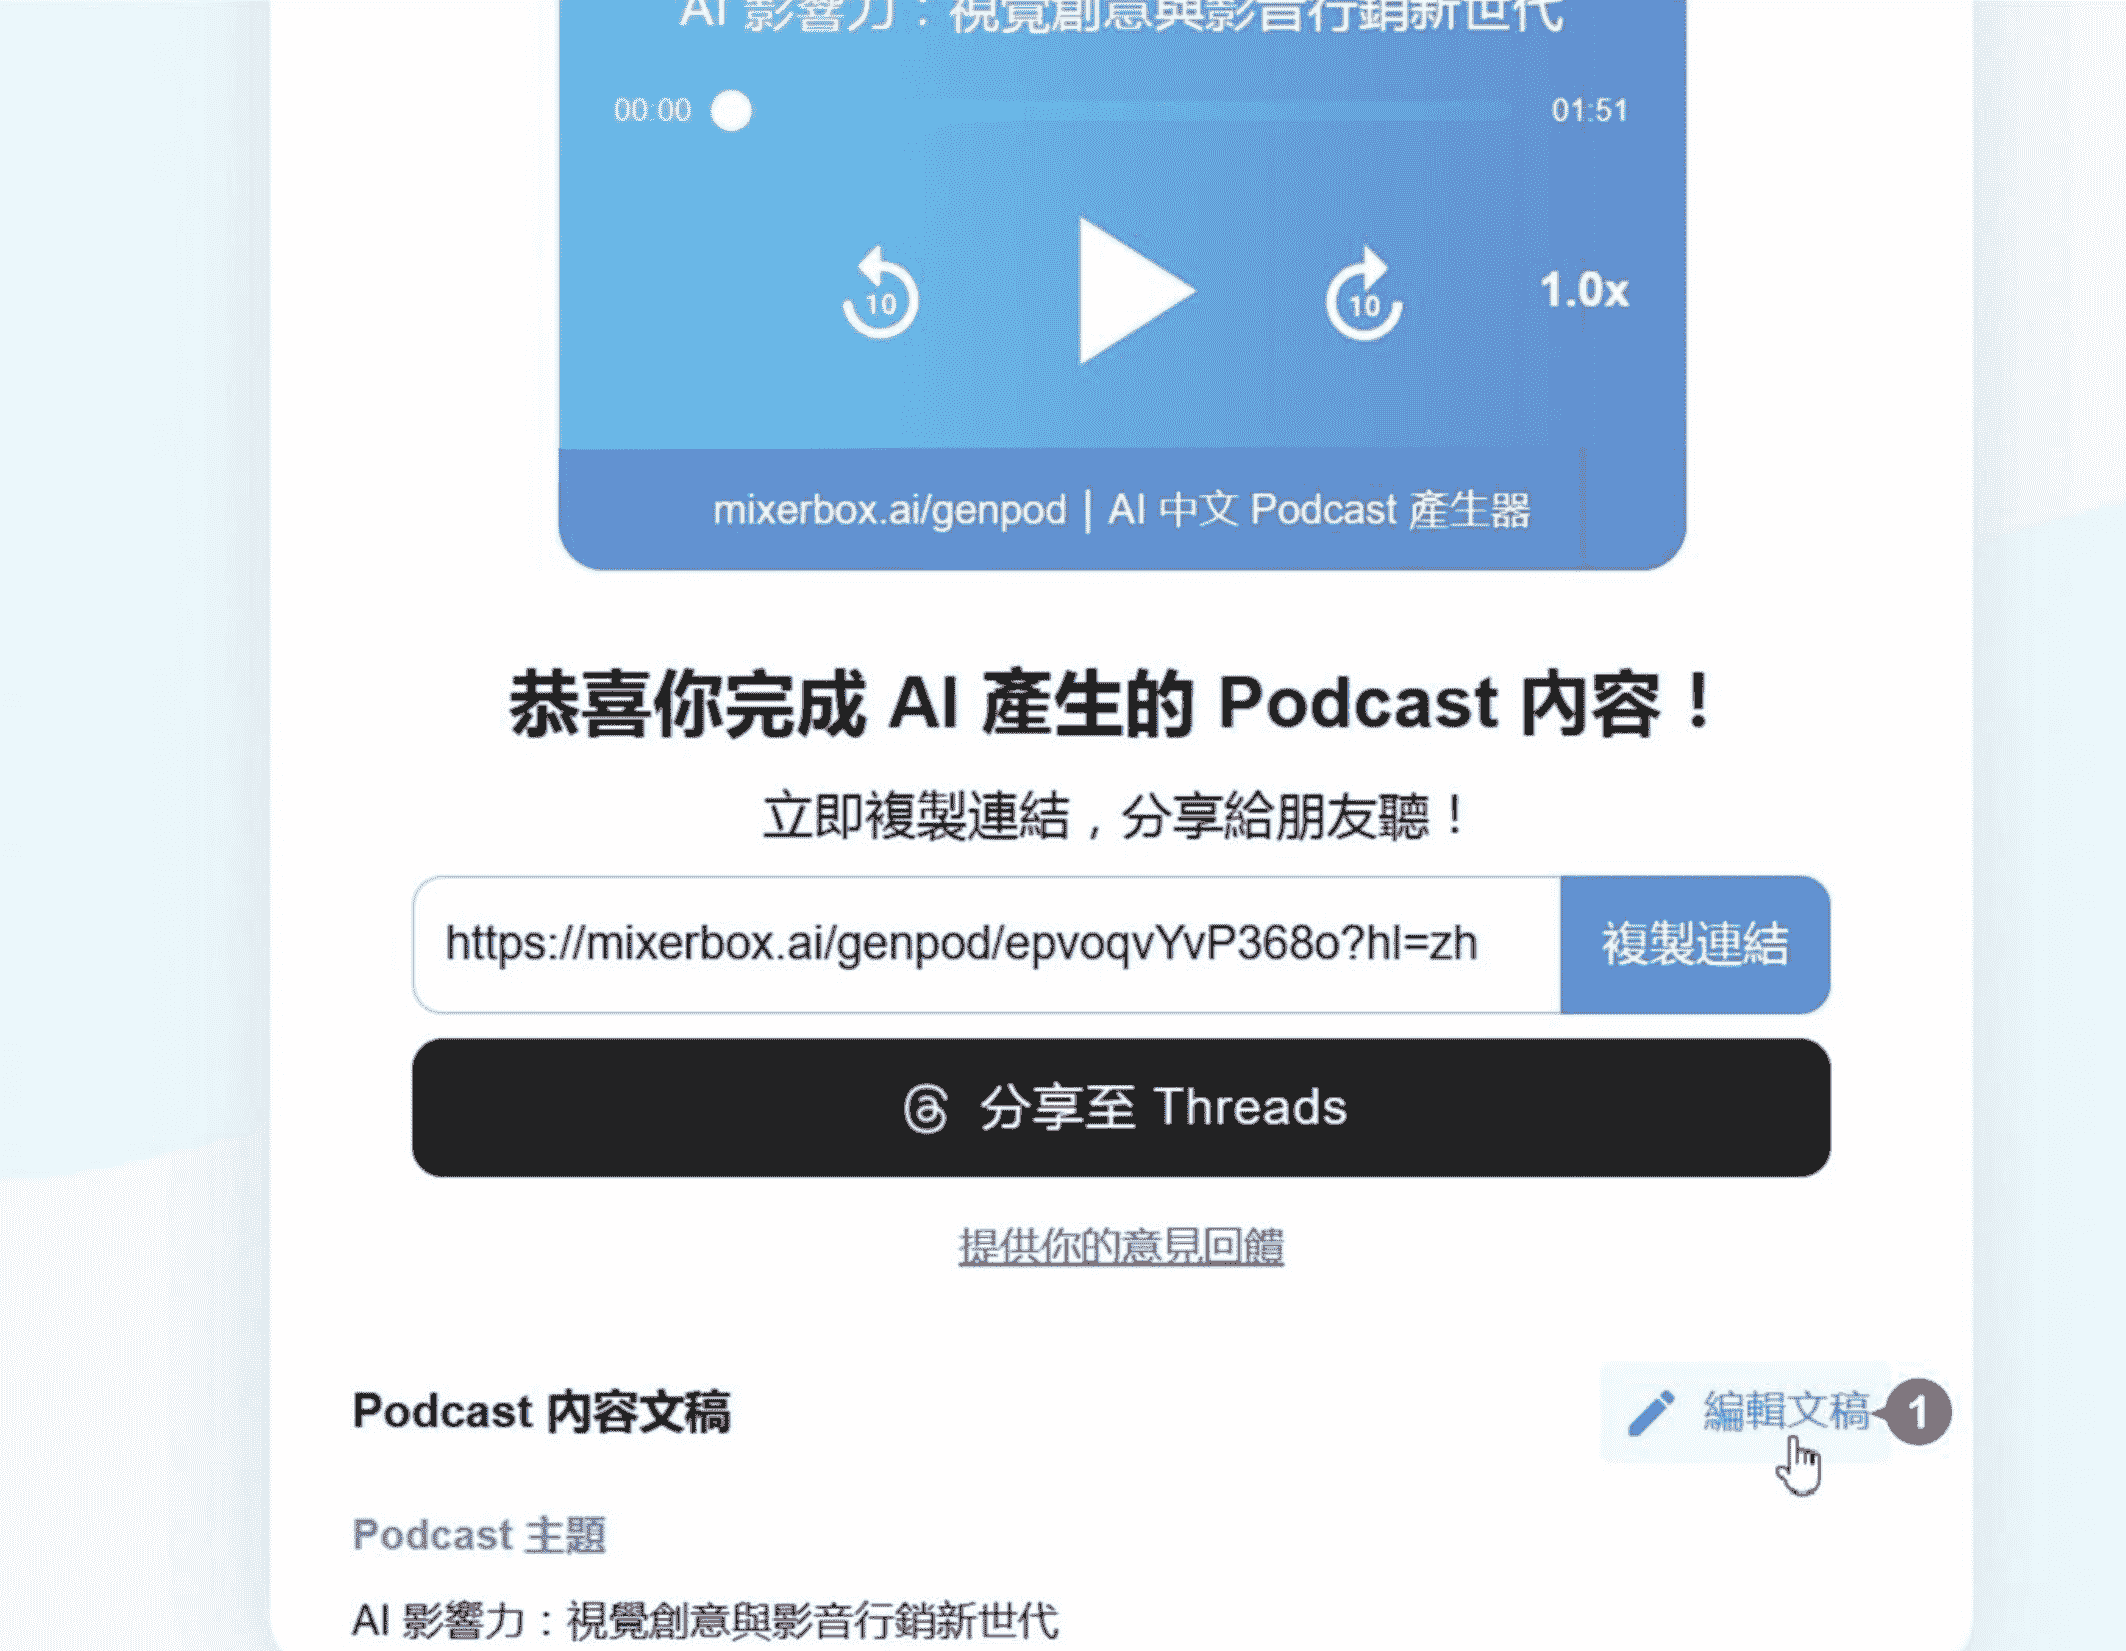 AI 影響力：視覺創意與影音行銷新世代
00:00
01:51
10
10
1.0x
mixerbox.ai/genpod | AI 中文 Podcast 產生器
恭喜你完成 AI 產生的 Podcast 內容！
立即複製連結，分享給朋友聽！
https://mixerbox.ai/genpod/epvoqvYvP368o?hl=zh
複製連結
分享至 Threads
提供你的意見回饋
Podcast 內容文稿
編輯文稿
1
Podcast 主題
AI 影響力：視覺創意與影音行銷新世代